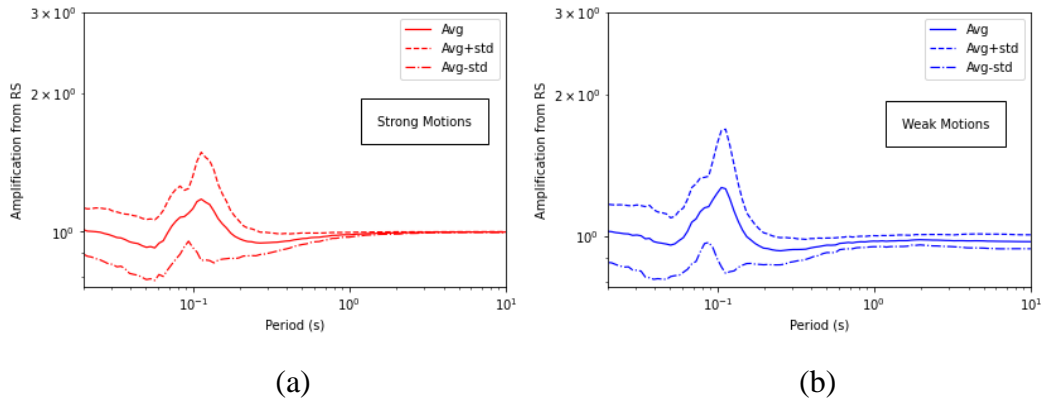 3 × 10⁰
2 × 10⁰
10⁰
Amplification from RS
Avg
Avg+std
Avg-std
Strong Motions
10⁻¹
10⁰
10¹
Period (s)
(a)
3 × 10⁰
2 × 10⁰
10⁰
Amplification from RS
Avg
Avg+std
Avg-std
Weak Motions
10⁻¹
10⁰
10¹
Period (s)
(b)